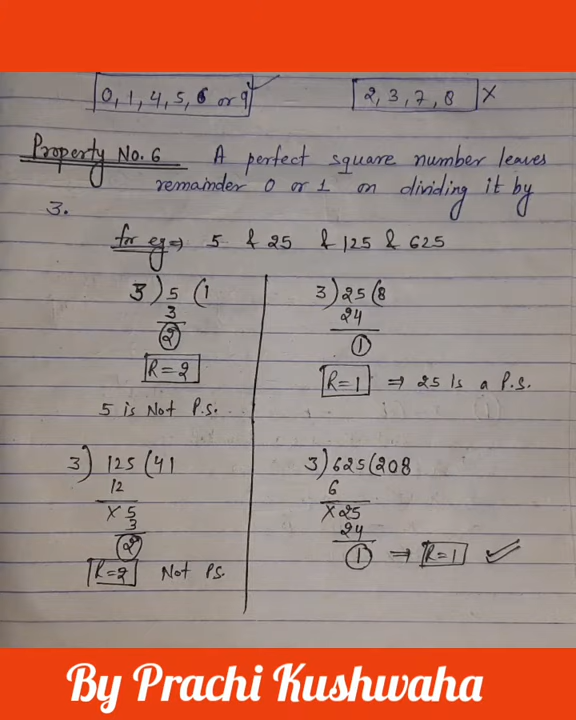 0, 1, 4, 5, 6 or 9 ✓
2, 3, 7, 8 ×
Property No. 6 A perfect square number leaves
remainder 0 or 1 on dividing it by
3.
for eg ⇒ 5 & 25 & 125 & 625
3 ) 5 ( 1
3
2
R = 2
5 is Not P.S.
3 ) 25 ( 8
24
1
R = 1 ⇒ 25 Is a P.S.
3 ) 125 ( 41
12
× 5
3
2
R = 2 Not P.S.
3 ) 625 ( 208
6
× 25
24
1 ⇒ R = 1 ✓
By Prachi Kushwaha